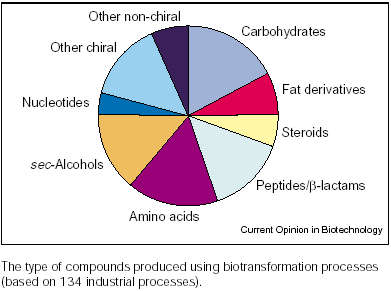 Other non-chiral
Carbohydrates
Other chiral
Fat derivatives
Nucleotides
Steroids
sec-Alcohols
Peptides/β-lactams
Amino acids
Current Opinion in Biotechnology
The type of compounds produced using biotransformation processes
(based on 134 industrial processes).